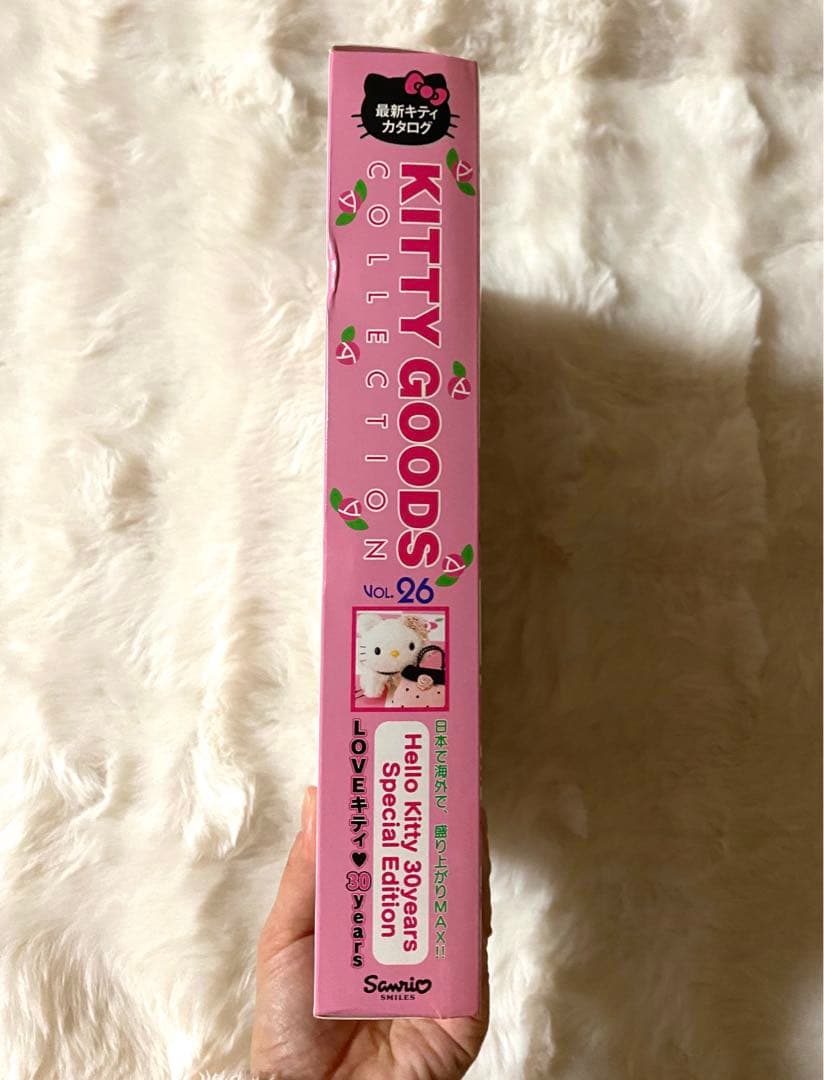 最新キティ
カタログ
KITTY GOODS
COLLECTION
VOL. 26
日本で海外で、盛り上がりMAX!!
Hello Kitty 30years
Special Edition
LOVEキティ♥30years
Sanrio
SMILES